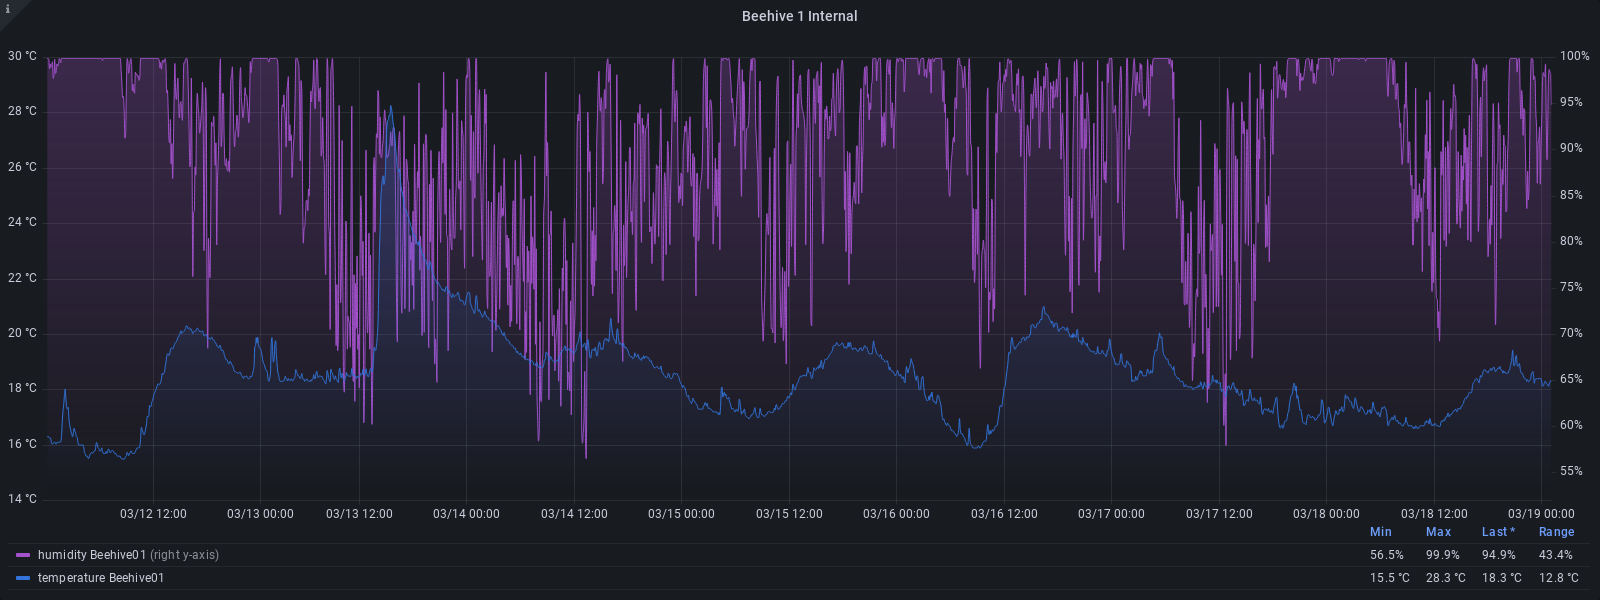 i
Beehive 1 Internal
30 °C 100%
28 °C 95%
26 °C 90%
24 °C 85%
22 °C 80%
20 °C 75%
18 °C 70%
16 °C 65%
14 °C 60%
55%
03/12 12:00 03/13 00:00 03/13 12:00 03/14 00:00 03/14 12:00 03/15 00:00 03/15 12:00 03/16 00:00 03/16 12:00 03/17 00:00 03/17 12:00 03/18 00:00 03/18 12:00 03/19 00:00
Min Max Last * Range
humidity Beehive01 (right y-axis) 56.5% 99.9% 94.9% 43.4%
temperature Beehive01 15.5 °C 28.3 °C 18.3 °C 12.8 °C